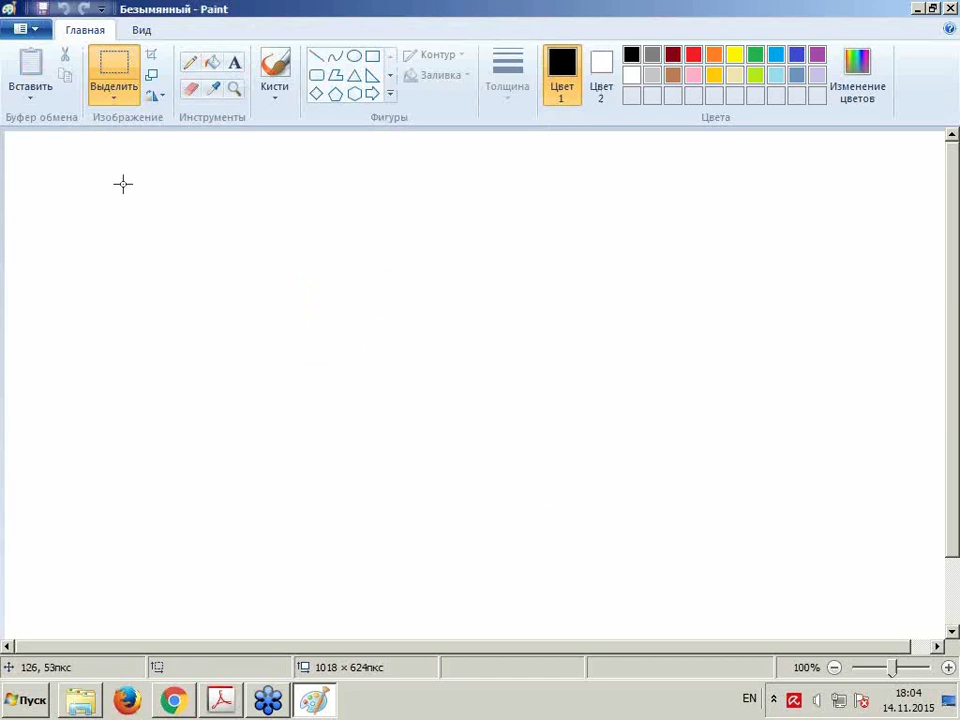 Безымянный - Paint
Главная Вид
Вставить
Выделить
Кисти
Контур
Заливка
Толщина
Цвет 1
Цвет 2
Изменение цветов
Буфер обмена Изображение Инструменты Фигуры Цвета
126, 53пкс 1018 × 624пкс 100%
Пуск EN 18:04
14.11.2015